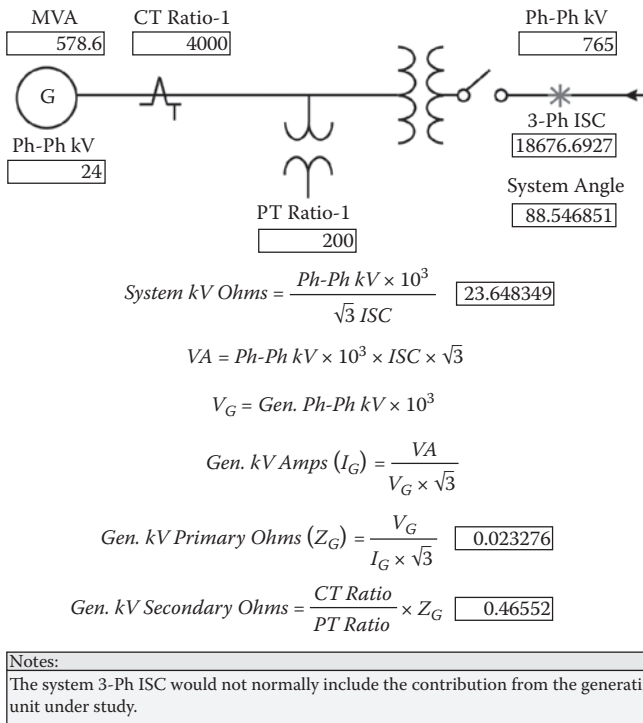 MVA CT Ratio-1 Ph-Ph kV
578.6 4000 765
G
Ph-Ph kV 3-Ph ISC
24 18676.6927
System Angle
PT Ratio-1 88.546851
200
System kV Ohms = Ph-Ph kV × 10³ / √3 ISC 23.648349
VA = Ph-Ph kV × 10³ × ISC × √3
V_G = Gen. Ph-Ph kV × 10³
Gen. kV Amps (I_G) = VA / V_G × √3
Gen. kV Primary Ohms (Z_G) = V_G / I_G × √3 0.023276
Gen. kV Secondary Ohms = CT Ratio / PT Ratio × Z_G 0.46552
Notes:
The system 3-Ph ISC would not normally include the contribution from the generati
unit under study.